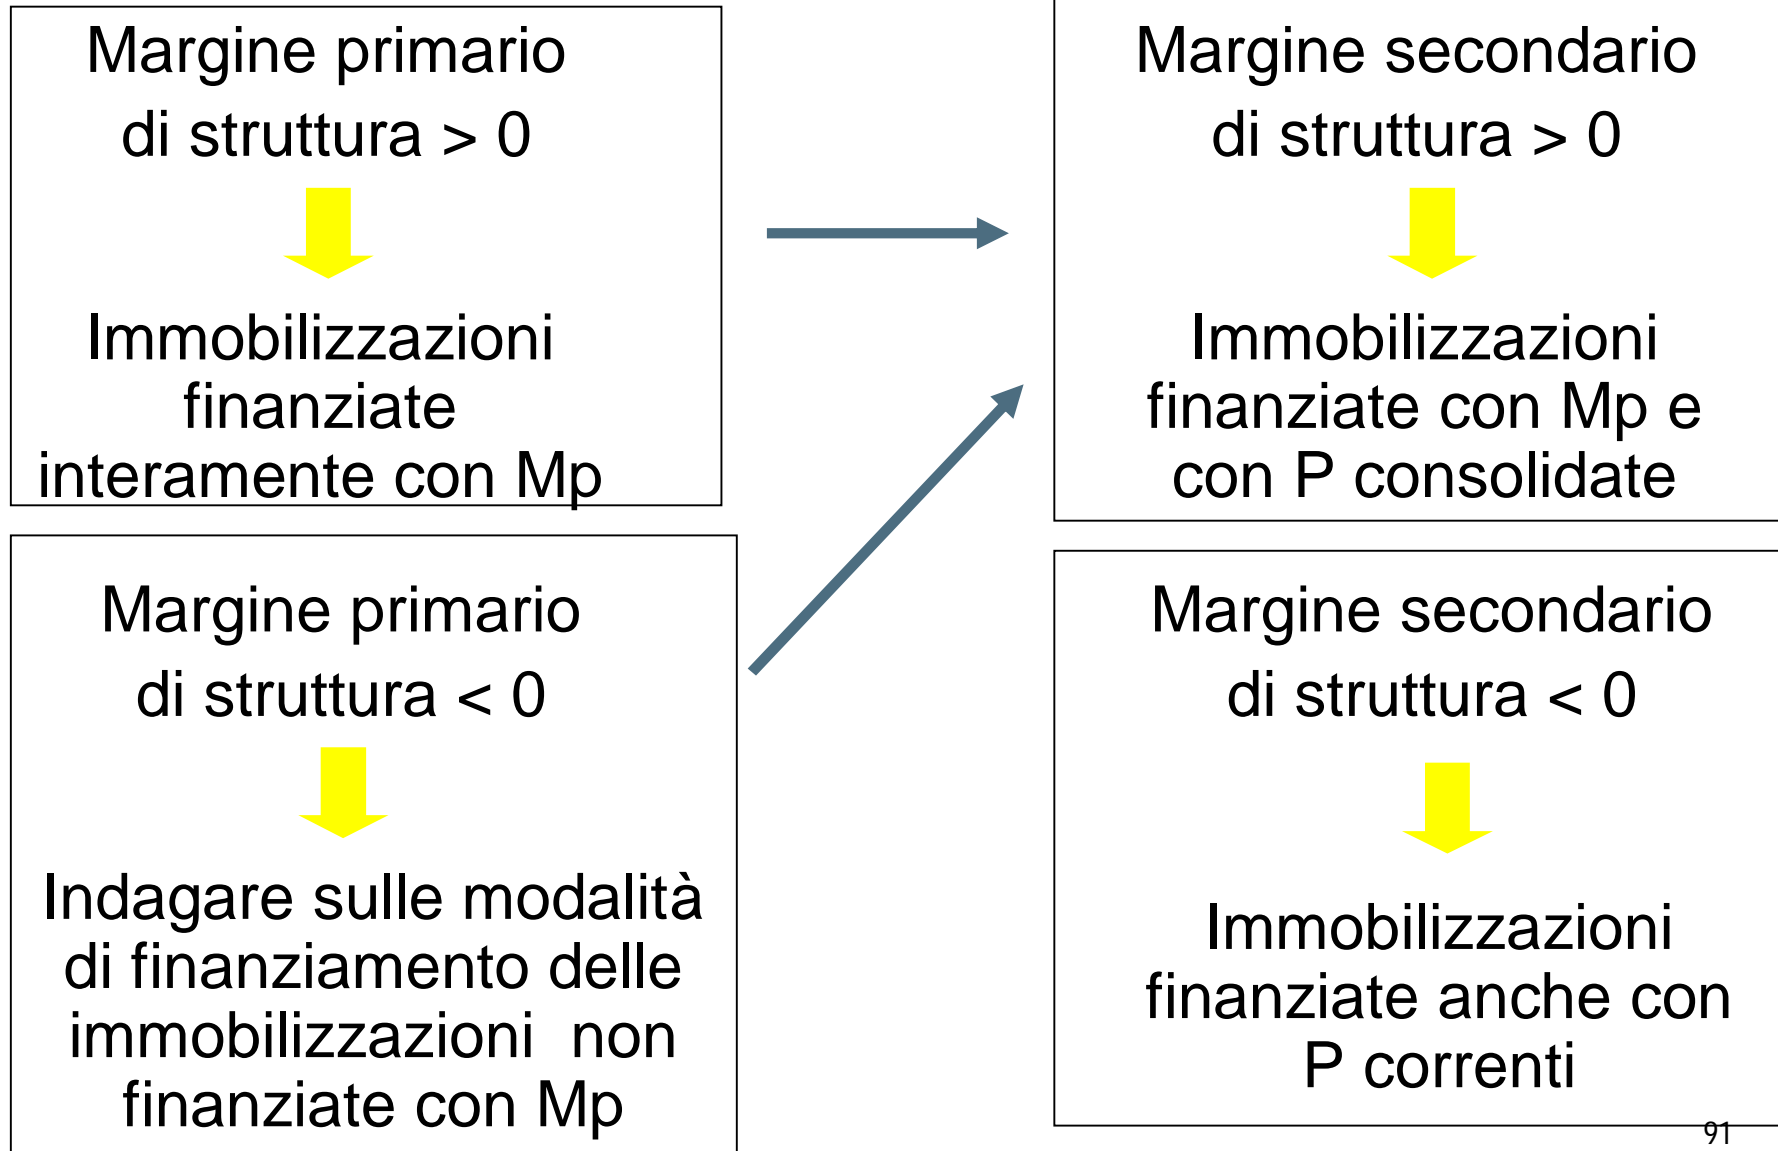 Margine primario
di struttura > 0
Immobilizzazioni
finanziate
interamente con Mp
Margine secondario
di struttura > 0
Immobilizzazioni
finanziate con Mp e
con P consolidate
Margine primario
di struttura < 0
Indagare sulle modalità
di finanziamento delle
immobilizzazioni non
finanziate con Mp
Margine secondario
di struttura < 0
Immobilizzazioni
finanziate anche con
P correnti
91